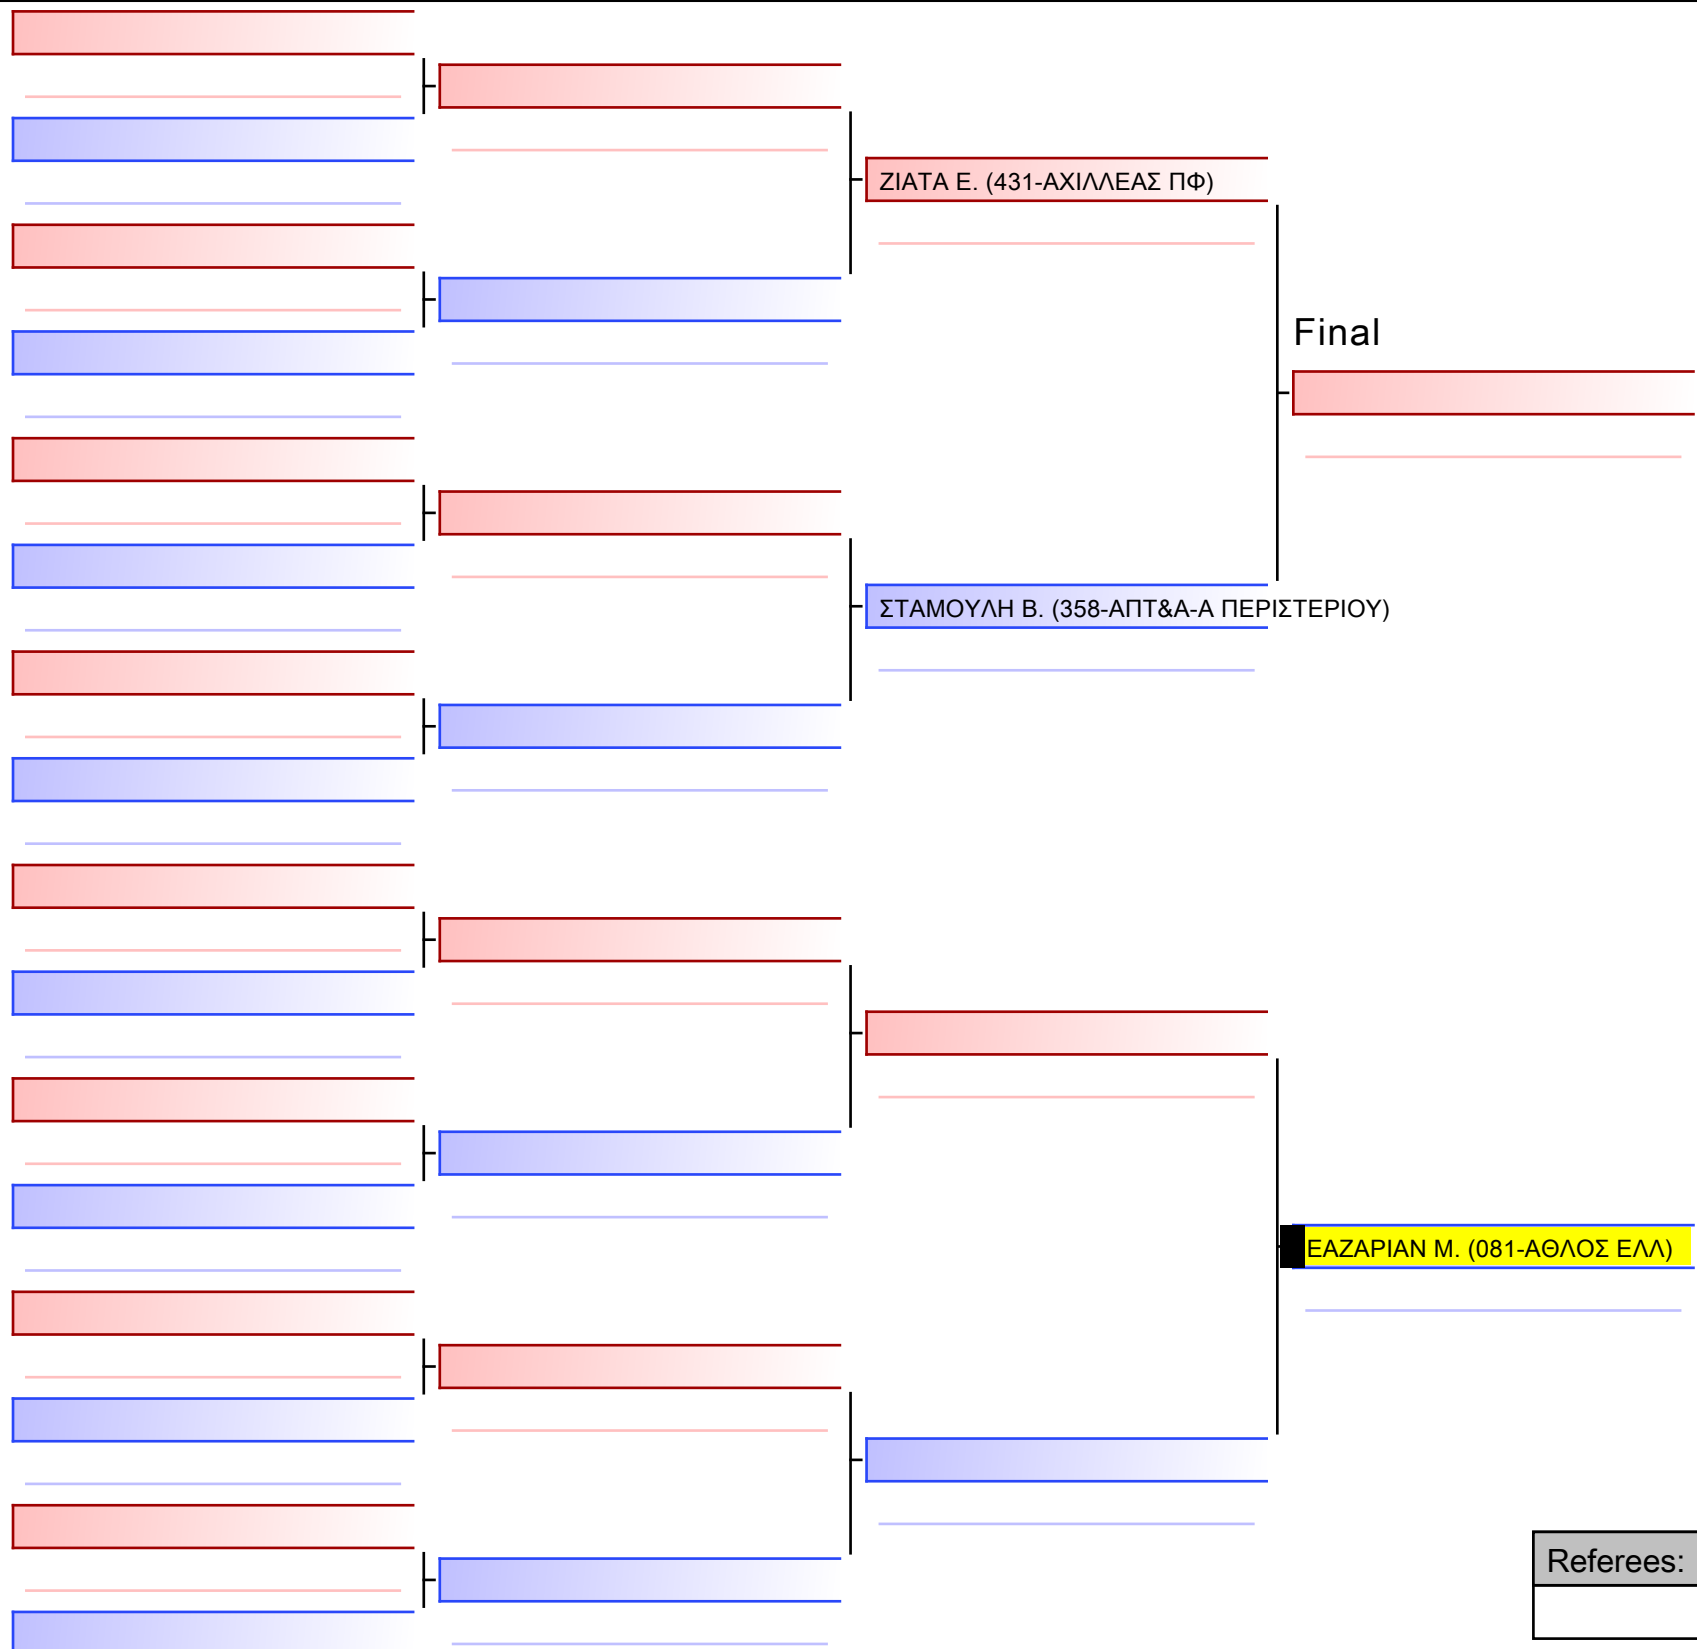 ΖΙΑΤΑ Ε. (431-ΑΧΙΛΛΕΑΣ ΠΦ)
Final
ΣΤΑΜΟΥΛΗ Β. (358-ΑΠΤ&Α-Α ΠΕΡΙΣΤΕΡΙΟΥ)
ΕΑΖΑΡΙΑΝ Μ. (081-ΑΘΛΟΣ ΕΛΛ)
Referees: